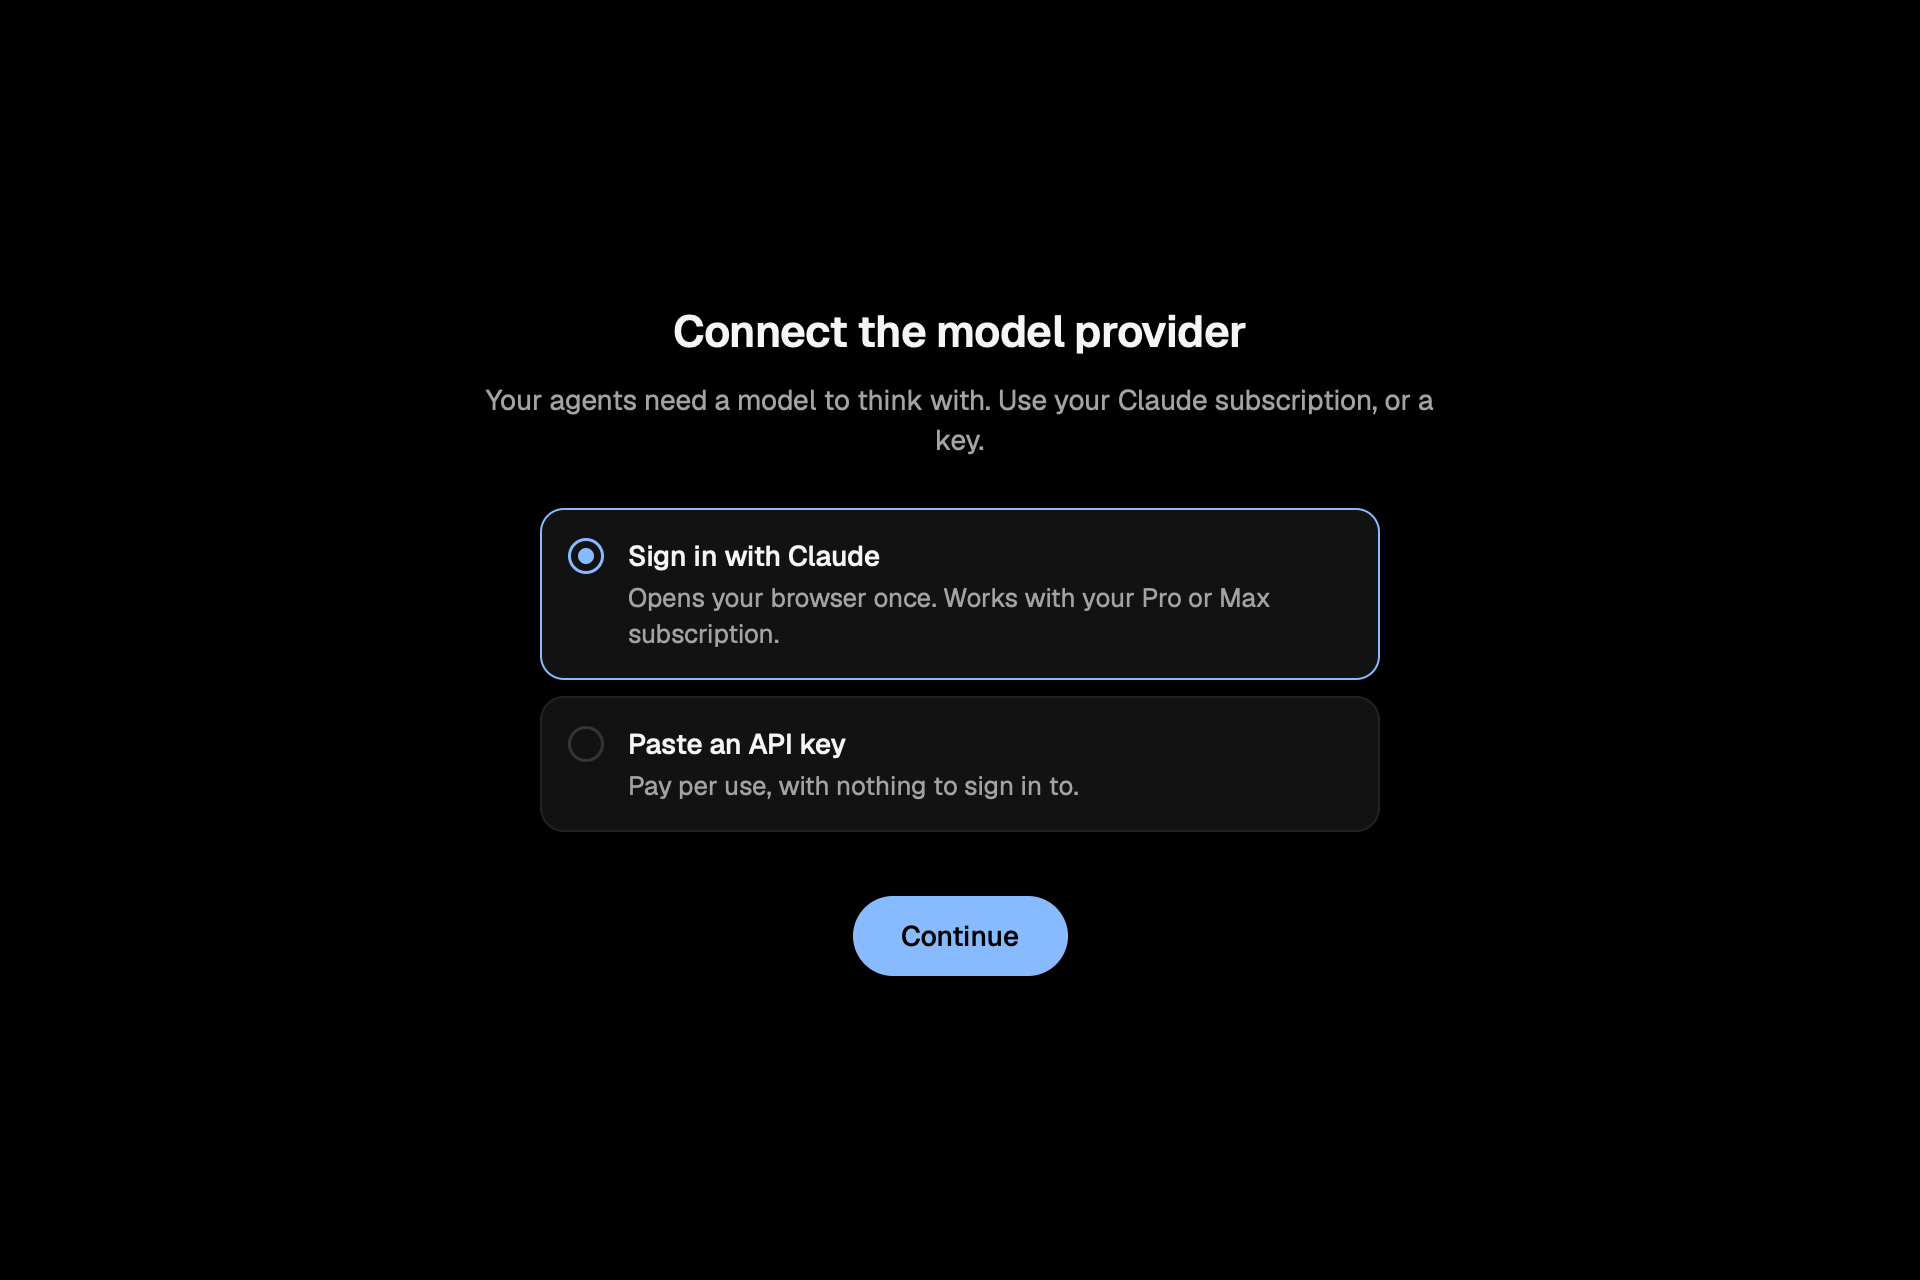 Connect the model provider
Your agents need a model to think with. Use your Claude subscription, or a
key.
Sign in with Claude
Opens your browser once. Works with your Pro or Max
subscription.
Paste an API key
Pay per use, with nothing to sign in to.
Continue